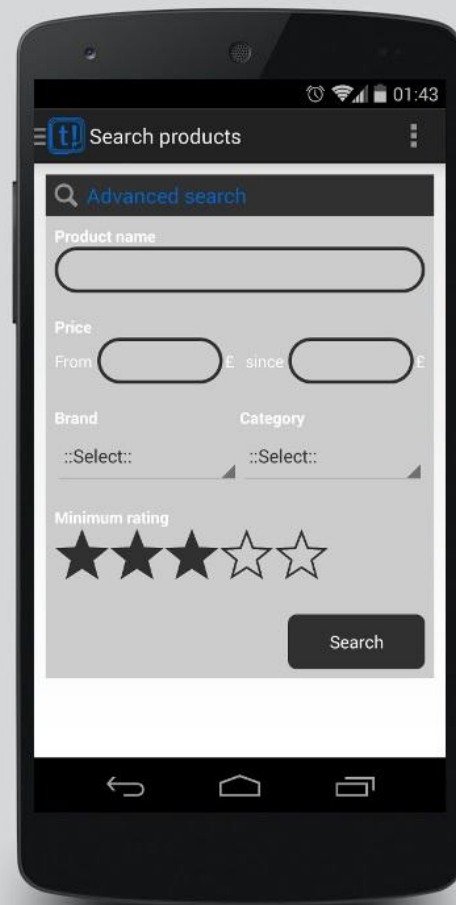 01:43
t! Search products
Advanced search
Product name
Price
From £ since £
Brand Category
::Select:: ::Select::
Minimum rating
Search